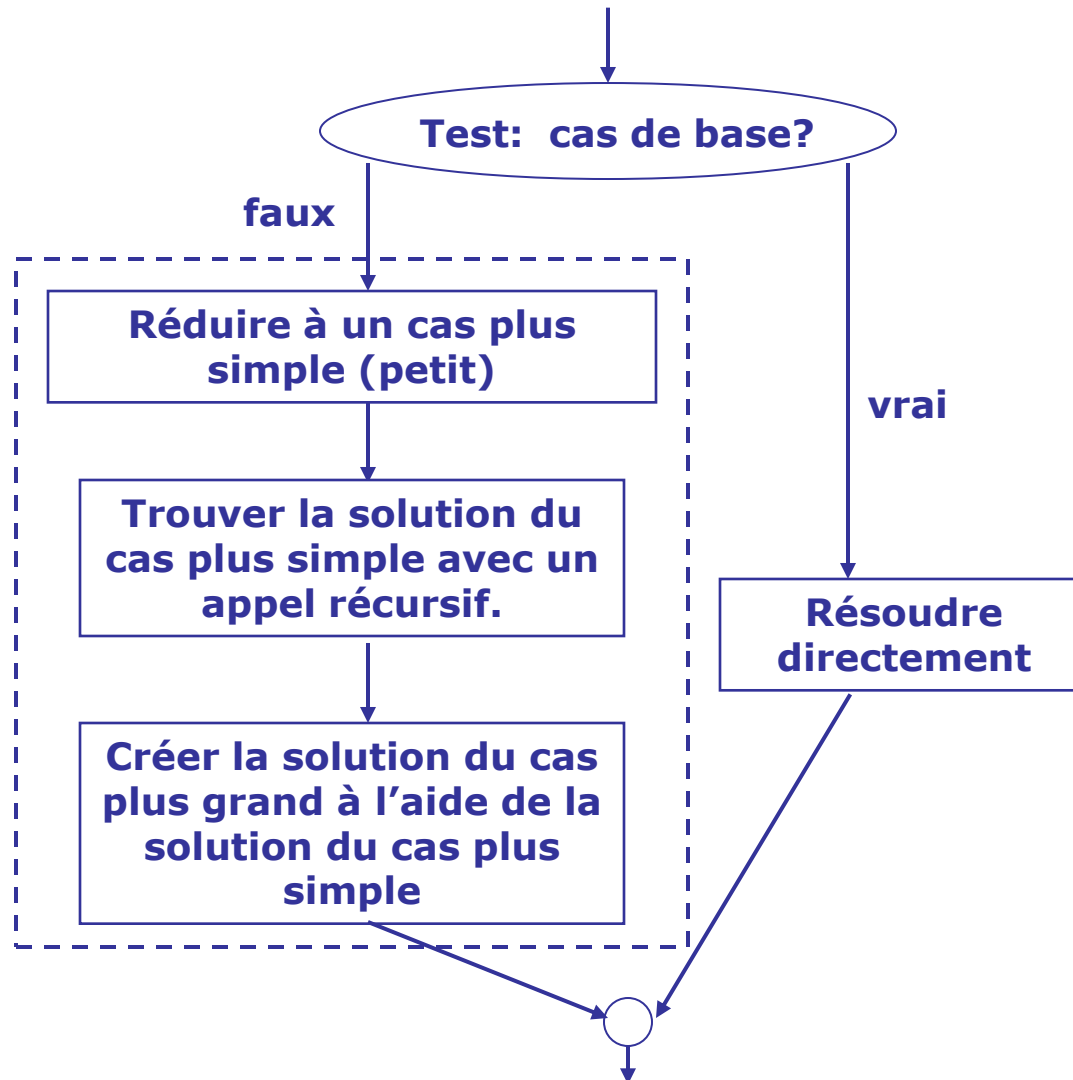 Test:  cas de base?
faux
Réduire à un cas plus
simple (petit)
vrai
Trouver la solution du
cas plus simple avec un
appel récursif.
Résoudre
directement
Créer la solution du cas
plus grand à l’aide de la
solution du cas plus
simple